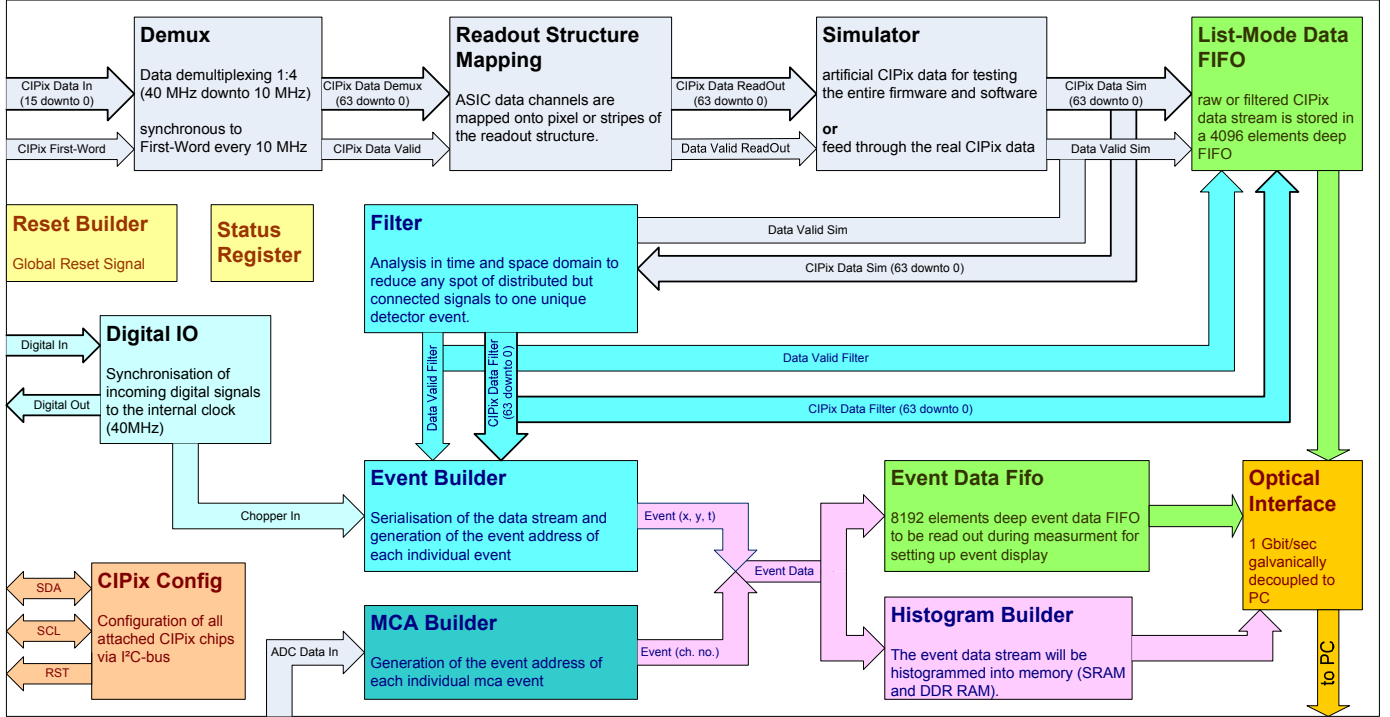 Demux
Data demultiplexing 1:4
(40 MHz downto 10 MHz)
synchronous to
First-Word every 10 MHz
CIPix Data In
(15 downto 0)
CIPix First-Word
CIPix Data Demux
(63 downto 0)
CIPix Data Valid
Readout Structure
Mapping
ASIC data channels are
mapped onto pixel or stripes of
the readout structure.
CIPix Data ReadOut
(63 downto 0)
Data Valid ReadOut
Simulator
artificial CIPix data for testing
the entire firmware and software
or
feed through the real CIPix data
CIPix Data Sim
(63 downto 0)
Data Valid Sim
List-Mode Data
FIFO
raw or filtered CIPix
data stream is stored in
a 4096 elements deep
FIFO
Reset Builder
Global Reset Signal
Status
Register
Filter
Analysis in time and space domain to
reduce any spot of distributed but
connected signals to one unique
detector event.
Data Valid Sim
CIPix Data Sim (63 downto 0)
Digital In
Digital Out
Digital IO
Synchronisation of
incoming digital signals
to the internal clock
(40MHz)
Data Valid Filter
CIPix Data Filter
(63 downto 0)
Data Valid Filter
CIPix Data Filter (63 downto 0)
Chopper In
Event Builder
Serialisation of the data stream and
generation of the event address of
each individual event
Event (x, y, t)
Event Data
Event Data Fifo
8192 elements deep event data FIFO
to be read out during measurment for
setting up event display
Optical
Interface
1 Gbit/sec
galvanically
decoupled to
PC
SDA
SCL
RST
CIPix Config
Configuration of all
attached CIPix chips
via I²C-bus
ADC Data In
MCA Builder
Generation of the event address of
each individual mca event
Event (ch. no.)
Histogram Builder
The event data stream will be
histogrammed into memory (SRAM
and DDR RAM).
to PC